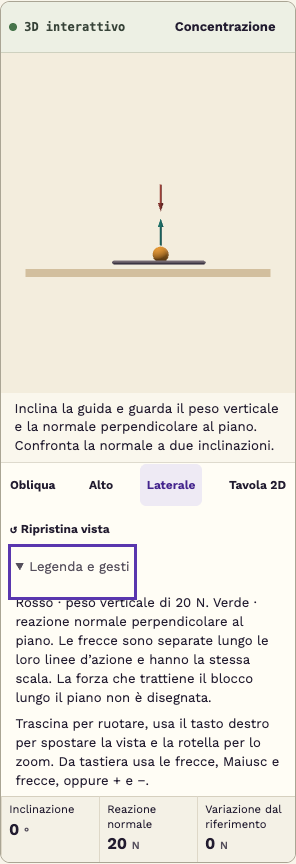 3D interattivo
Concentrazione
Inclina la guida e guarda il peso verticale
e la normale perpendicolare al piano.
Confronta la normale a due inclinazioni.
Obliqua
Alto
Laterale
Tavola 2D
↺ Ripristina vista
▼ Legenda e gesti
Rosso · peso verticale di 20 N. Verde ·
reazione normale perpendicolare al
piano. Le frecce sono separate lungo le
loro linee d’azione e hanno la stessa
scala. La forza che trattiene il blocco
lungo il piano non è disegnata.
Trascina per ruotare, usa il tasto destro
per spostare la vista e la rotella per lo
zoom. Da tastiera usa le frecce, Maiusc e
frecce, oppure + e −.
Inclinazione
0 °
Reazione
normale
20 N
Variazione dal
riferimento
0 N